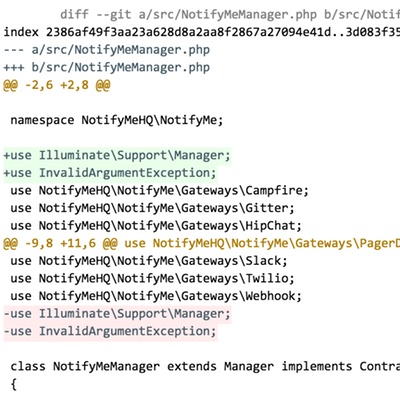 diff --git a/src/NotifyMeManager.php b/src/Notif
index 2386af49f3aa23a628d8a2aa8f2867a27094e41d..3d083f35
--- a/src/NotifyMeManager.php
+++ b/src/NotifyMeManager.php
@@ -2,6 +2,8 @@
namespace NotifyMeHQ\NotifyMe;
+use Illuminate\Support\Manager;
+use InvalidArgumentException;
use NotifyMeHQ\NotifyMe\Gateways\Campfire;
use NotifyMeHQ\NotifyMe\Gateways\Gitter;
use NotifyMeHQ\NotifyMe\Gateways\HipChat;
@@ -9,8 +11,6 @@ use NotifyMeHQ\NotifyMe\Gateways\PagerD
use NotifyMeHQ\NotifyMe\Gateways\Slack;
use NotifyMeHQ\NotifyMe\Gateways\Twilio;
use NotifyMeHQ\NotifyMe\Gateways\Webhook;
-use Illuminate\Support\Manager;
-use InvalidArgumentException;
class NotifyMeManager extends Manager implements Contra
{